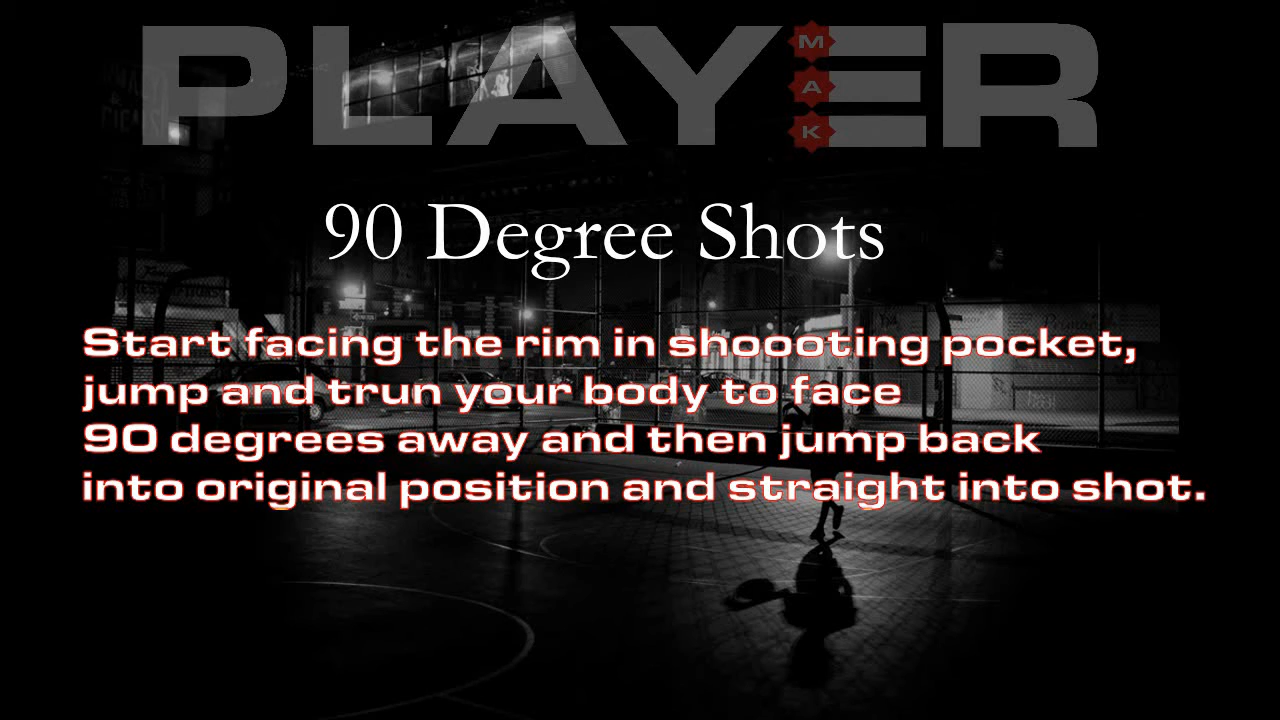 PLAYER
M
A
K
90 Degree Shots
Start facing the rim in shoooting pocket,
jump and trun your body to face
90 degrees away and then jump back
into original position and straight into shot.